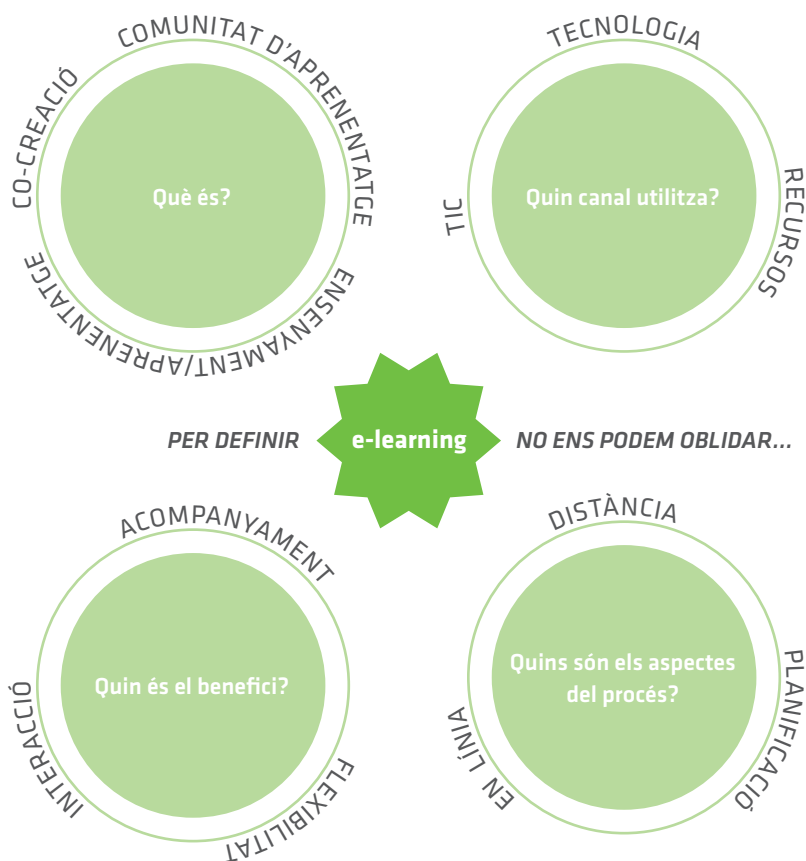 COMUNITAT D'APRENENTATGE
CO-CREACIÓ
Què és?
ENSENYAMENT/APRENENTATGE
TECNOLOGIA
RECURSOS
TIC
Quin canal utilitza?
PER DEFINIR
e-learning
NO ENS PODEM OBLIDAR...
ACOMPANYAMENT
Quin és el benefici?
INTERACCIÓ
FLEXIBILITAT
DISTÀNCIA
Quins són els aspectes
del procés?
PLANIFICACIÓ
EN LÍNIA